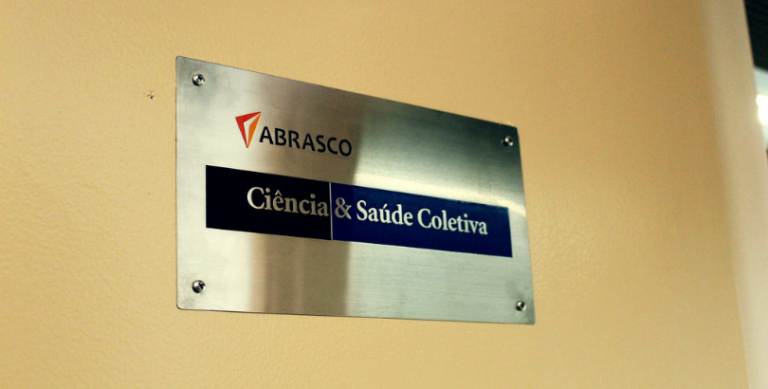 ABRASCO
Ciência & Saúde Coletiva